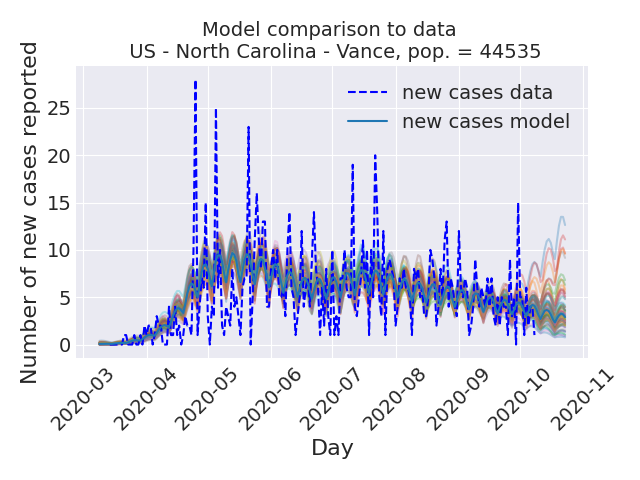 Model comparison to data
US - North Carolina - Vance, pop. = 44535
Number of new cases reported
25
20
15
10
5
0
new cases data
new cases model
2020-03
2020-04
2020-05
2020-06
2020-07
2020-08
2020-09
2020-10
2020-11
Day